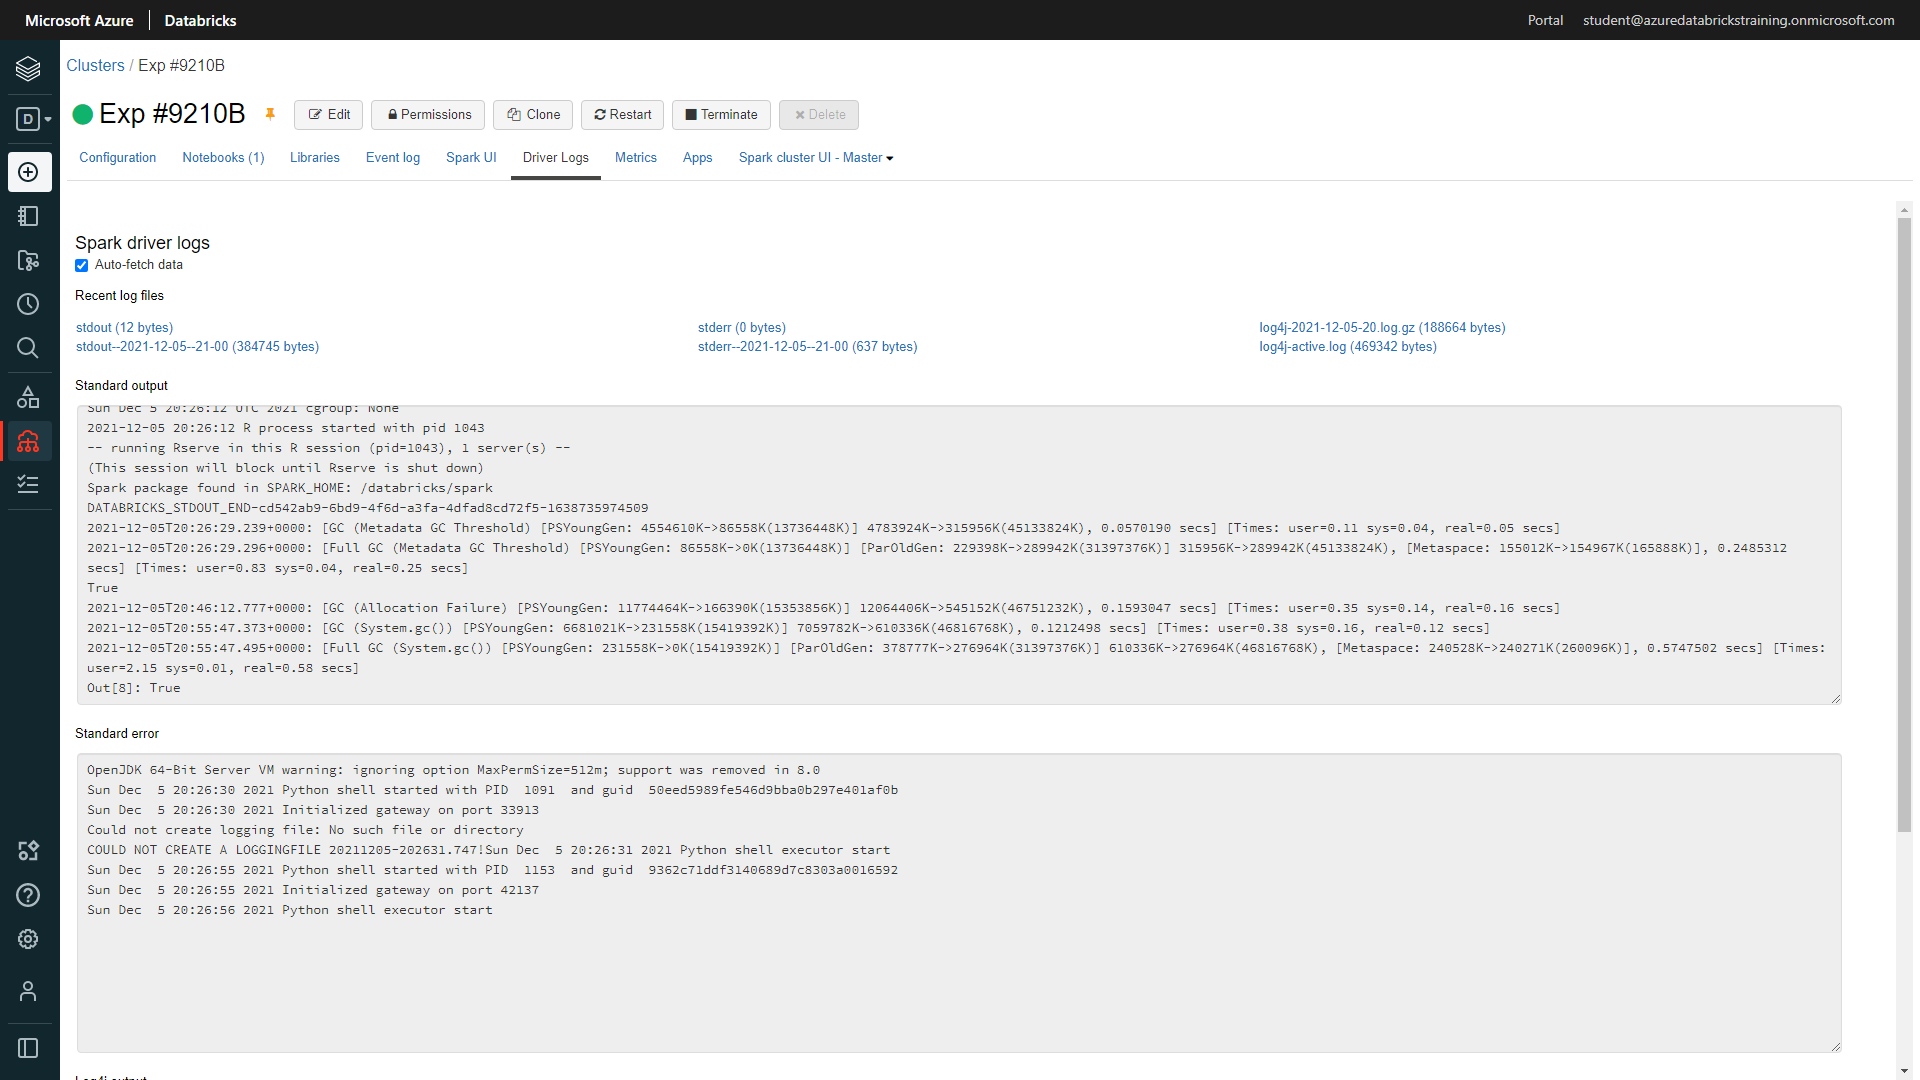 Microsoft Azure Databricks Portal student@azuredatabrickstraining.onmicrosoft.com
Clusters / Exp #9210B
D
Exp #9210B Edit Permissions Clone Restart Terminate Delete
Configuration Notebooks (1) Libraries Event log Spark UI Driver Logs Metrics Apps Spark cluster UI - Master
Spark driver logs
Auto-fetch data
Recent log files
stdout (12 bytes) stderr (0 bytes) log4j-2021-12-05-20.log.gz (188664 bytes)
stdout--2021-12-05--21-00 (384745 bytes) stderr--2021-12-05--21-00 (637 bytes) log4j-active.log (469342 bytes)
Standard output
Sun Dec 5 20:26:12 UTC 2021 cgroup: None
2021-12-05 20:26:12 R process started with pid 1043
-- running Rserve in this R session (pid=1043), 1 server(s) --
(This session will block until Rserve is shut down)
Spark package found in SPARK_HOME: /databricks/spark
DATABRICKS_STDOUT_END-cd542ab9-6bd9-4f6d-a3fa-4dfad8cd72f5-1638735974509
2021-12-05T20:26:29.239+0000: [GC (Metadata GC Threshold) [PSYoungGen: 4554610K->86558K(13736448K)] 4783924K->315956K(45133824K), 0.0570190 secs] [Times: user=0.11 sys=0.04, real=0.05 secs]
2021-12-05T20:26:29.296+0000: [Full GC (Metadata GC Threshold) [PSYoungGen: 86558K->0K(13736448K)] [ParOldGen: 229398K->289942K(31397376K)] 315956K->289942K(45133824K), [Metaspace: 155012K->154967K(165888K)], 0.2485312
secs] [Times: user=0.83 sys=0.04, real=0.25 secs]
True
2021-12-05T20:46:12.777+0000: [GC (Allocation Failure) [PSYoungGen: 11774464K->166390K(15353856K)] 12064406K->545152K(46751232K), 0.1593047 secs] [Times: user=0.35 sys=0.14, real=0.16 secs]
2021-12-05T20:55:47.373+0000: [GC (System.gc()) [PSYoungGen: 6681021K->231558K(15419392K)] 7059782K->610336K(46816768K), 0.1212498 secs] [Times: user=0.38 sys=0.16, real=0.12 secs]
2021-12-05T20:55:47.495+0000: [Full GC (System.gc()) [PSYoungGen: 231558K->0K(15419392K)] [ParOldGen: 378777K->276964K(31397376K)] 610336K->276964K(46816768K), [Metaspace: 240528K->240271K(260096K)], 0.5747502 secs] [Times:
user=2.15 sys=0.01, real=0.58 secs]
Out[8]: True
Standard error
OpenJDK 64-Bit Server VM warning: ignoring option MaxPermSize=512m; support was removed in 8.0
Sun Dec  5 20:26:30 2021 Python shell started with PID  1091  and guid  50eed5989fe546d9bba0b297e401af0b
Sun Dec  5 20:26:30 2021 Initialized gateway on port 33913
Could not create logging file: No such file or directory
COULD NOT CREATE A LOGGINGFILE 20211205-202631.747!Sun Dec  5 20:26:31 2021 Python shell executor start
Sun Dec  5 20:26:55 2021 Python shell started with PID  1153  and guid  9362c71ddf3140689d7c8303a0016592
Sun Dec  5 20:26:55 2021 Initialized gateway on port 42137
Sun Dec  5 20:26:56 2021 Python shell executor start
Log4j output